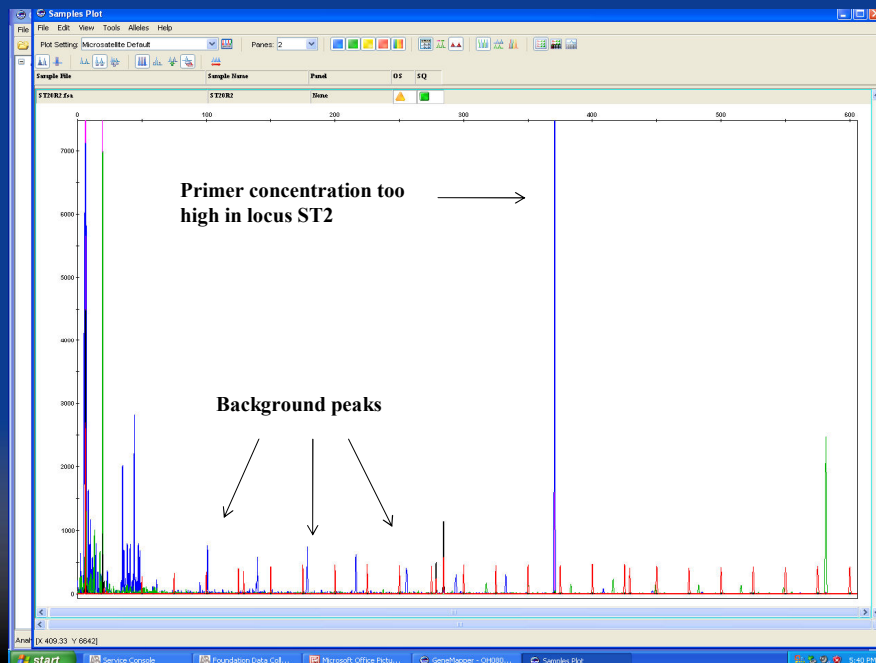 Samples Plot
File
File Edit View Tools Alleles Help
Plot Setting: Microsatellite Default Panes: 2
Sample File Sample Name Panel OS SQ
ST20R2.fsa ST20R2 None
0 100 200 300 400 500 600
7000
Primer concentration too
high in locus ST2
6000
5000
4000
3000
Background peaks
2000
1000
0
[X 409.33 Y 6642]
start Service Console Foundation Data Coll... Microsoft Office Pictu... GeneMapper - OH080... Samples Plot 5:40 PM